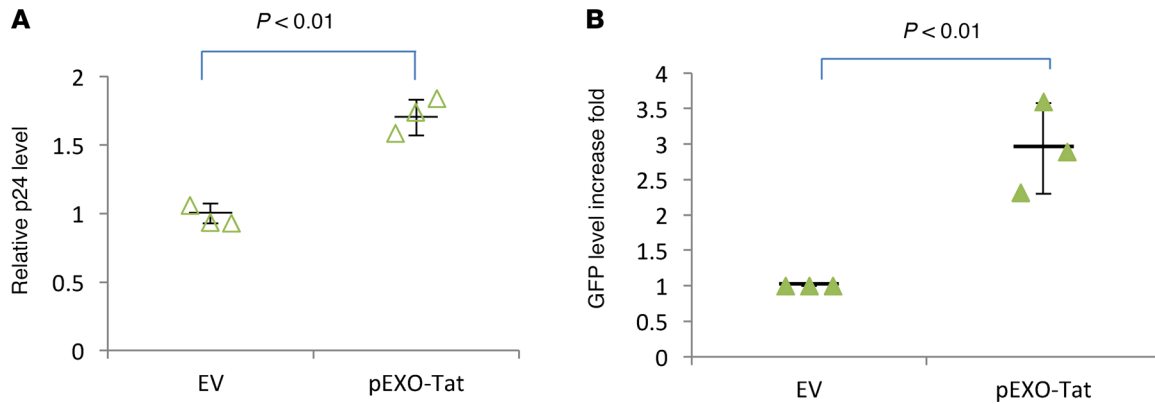 A
P < 0.01
Relative p24 level
2
1.5
1
0.5
0
EV
pEXO-Tat
B
P < 0.01
GFP level increase fold
4
3.5
3
2.5
2
1.5
1
0.5
0
EV
pEXO-Tat